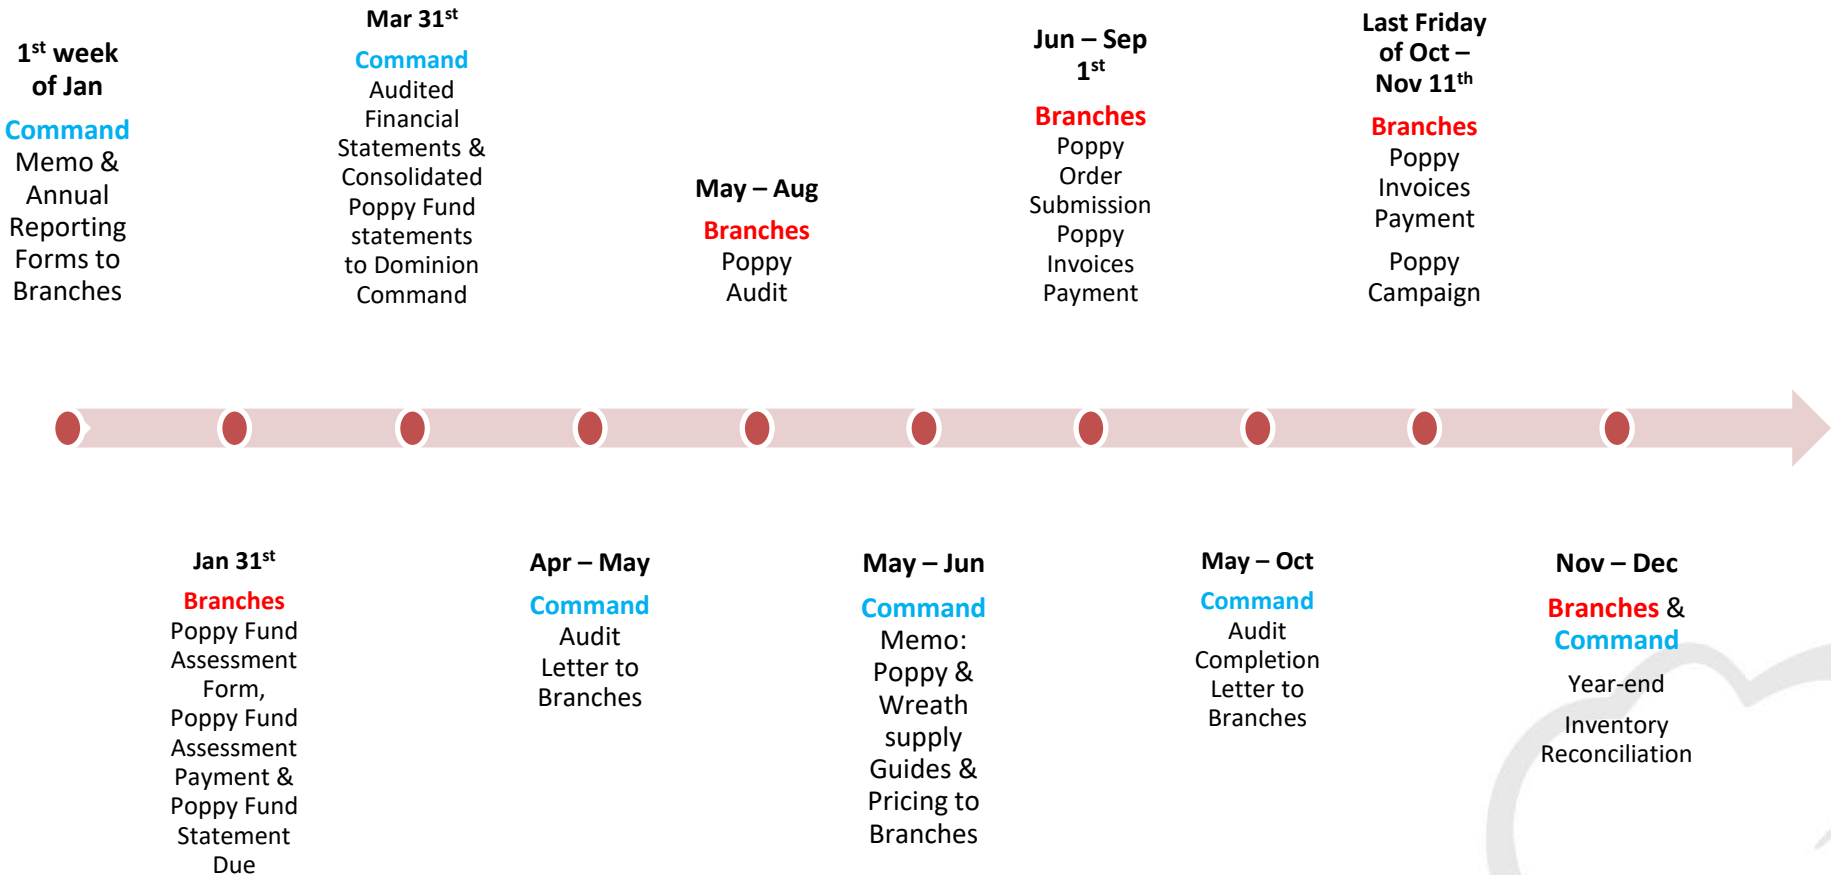 1st week
of Jan
Command
Memo &
Annual
Reporting
Forms to
Branches
Mar 31st
Command
Audited
Financial
Statements &
Consolidated
Poppy Fund
statements
to Dominion
Command
May – Aug
Branches
Poppy
Audit
Jun – Sep
1st
Branches
Poppy
Order
Submission
Poppy
Invoices
Payment
Last Friday
of Oct –
Nov 11th
Branches
Poppy
Invoices
Payment
Poppy
Campaign
Jan 31st
Branches
Poppy Fund
Assessment
Form,
Poppy Fund
Assessment
Payment &
Poppy Fund
Statement
Due
Apr – May
Command
Audit
Letter to
Branches
May – Jun
Command
Memo:
Poppy &
Wreath
supply
Guides &
Pricing to
Branches
May – Oct
Command
Audit
Completion
Letter to
Branches
Nov – Dec
Branches &
Command
Year-end
Inventory
Reconciliation